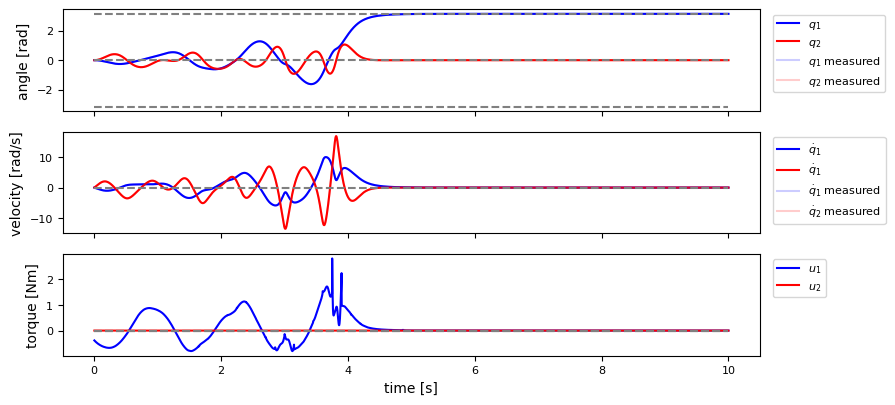 angle [rad]
2
0
−2
q₁
q₂
q₁ measured
q₂ measured
velocity [rad/s]
10
0
−10
q̇₁
q̇₁
q̇₁ measured
q̇₂ measured
torque [Nm]
2
1
0
u₁
u₂
0
2
4
6
8
10
time [s]